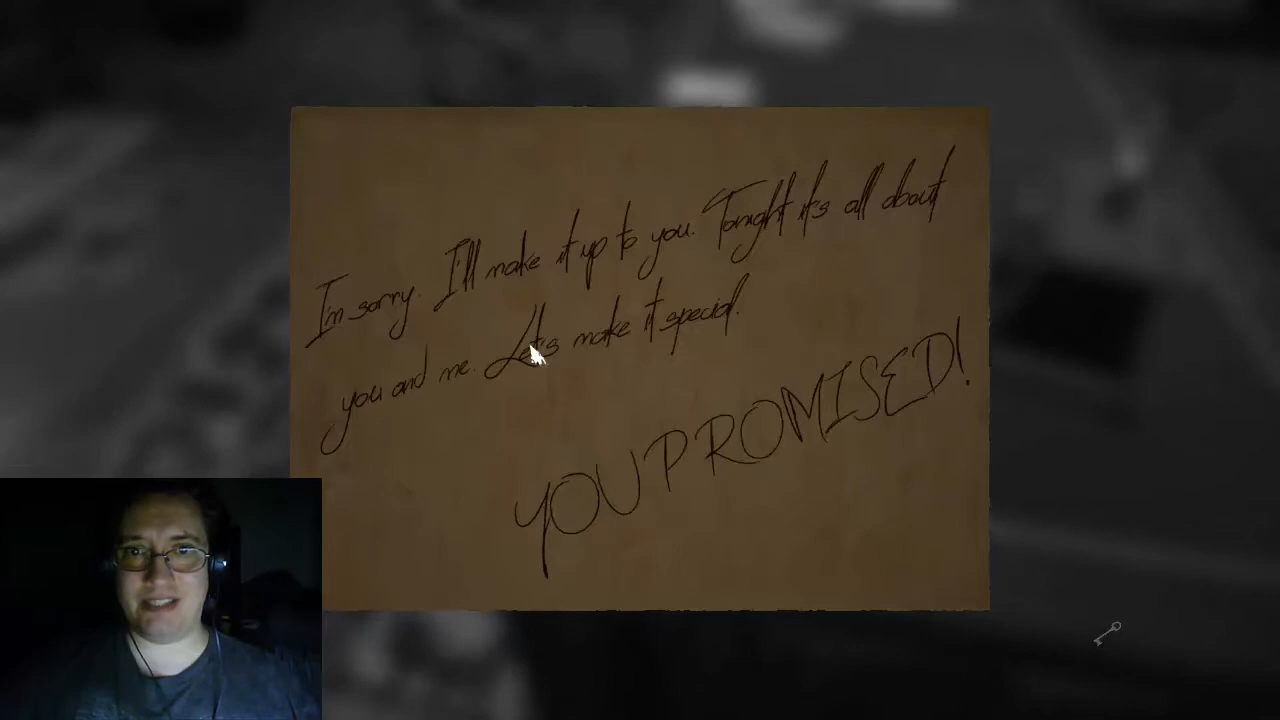 I'm sorry. I'll make it up to you. Tonight it's all about
you and me. Let's make it special.
YOU PROMISED!